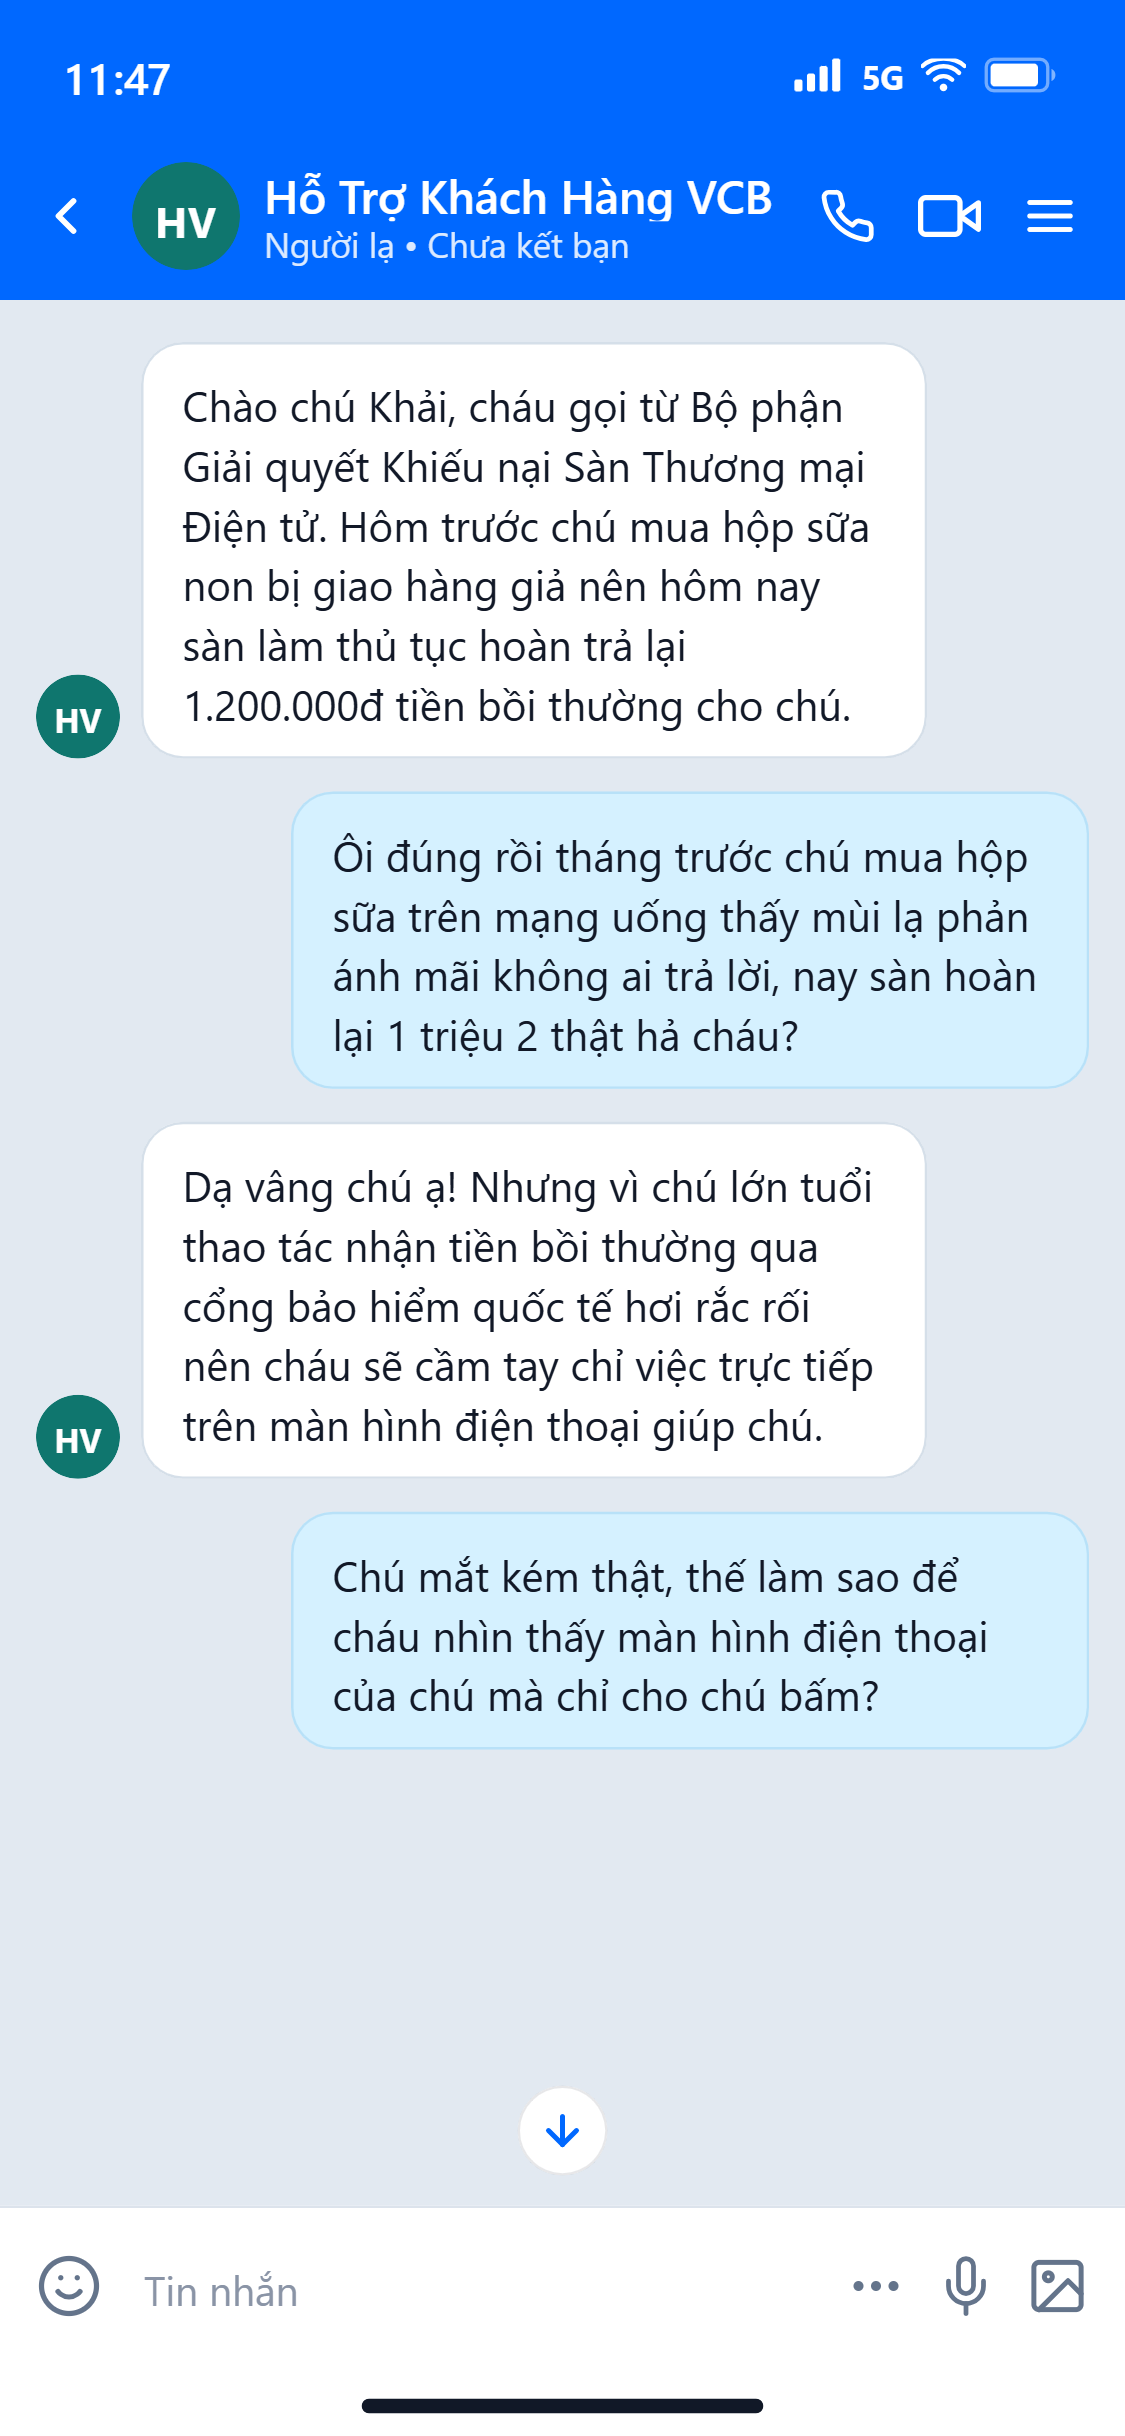 11:47
5G
HV
Hỗ Trợ Khách Hàng VCB
Người lạ • Chưa kết bạn
Chào chú Khải, cháu gọi từ Bộ phận
Giải quyết Khiếu nại Sàn Thương mại
Điện tử. Hôm trước chú mua hộp sữa
non bị giao hàng giả nên hôm nay
sàn làm thủ tục hoàn trả lại
1.200.000đ tiền bồi thường cho chú.
HV
Ôi đúng rồi tháng trước chú mua hộp
sữa trên mạng uống thấy mùi lạ phản
ánh mãi không ai trả lời, nay sàn hoàn
lại 1 triệu 2 thật hả cháu?
Dạ vâng chú ạ! Nhưng vì chú lớn tuổi
thao tác nhận tiền bồi thường qua
cổng bảo hiểm quốc tế hơi rắc rối
nên cháu sẽ cầm tay chỉ việc trực tiếp
trên màn hình điện thoại giúp chú.
HV
Chú mắt kém thật, thế làm sao để
cháu nhìn thấy màn hình điện thoại
của chú mà chỉ cho chú bấm?
Tin nhắn